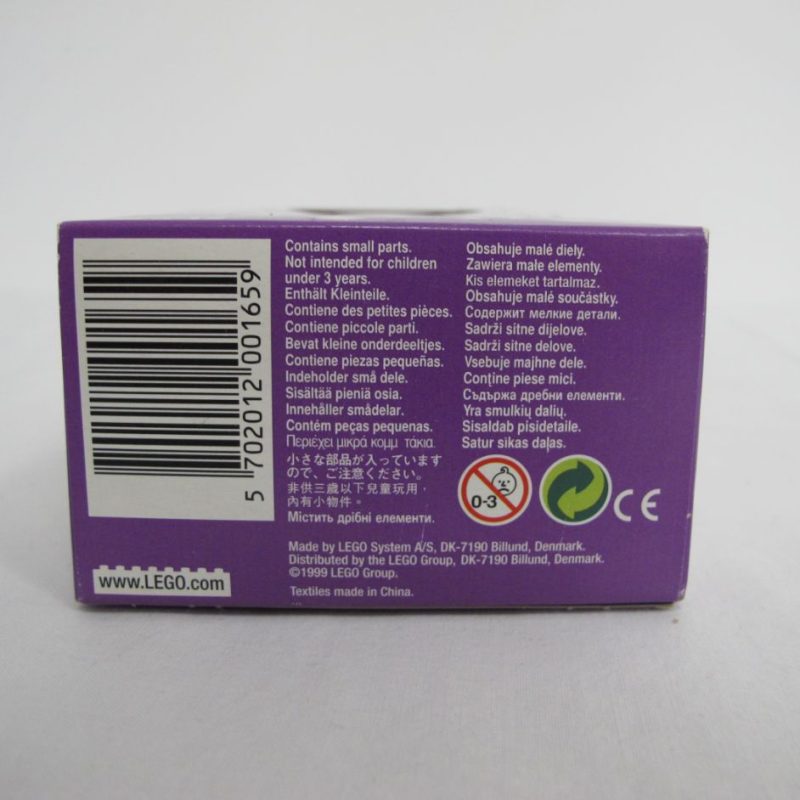 5 702012 001659
www.LEGO.com
Contains small parts.
Not intended for children
under 3 years.
Enthält Kleinteile.
Contiene des petites pièces.
Contiene piccole parti.
Bevat kleine onderdeeltjes.
Contiene piezas pequeñas.
Indeholder små dele.
Sisältää pieniä osia.
Innehåller smådelar.
Contém peças pequenas.
Περιέχει μικρά κομμ τάκια.
小さな部品が入っています
ので、ご注意ください。
非供三歲以下兒童玩用，
內有小物件。
Містить дрібні елементи.
Obsahuje malé diely.
Zawiera małe elementy.
Kis elemeket tartalmaz.
Obsahuje malé součástky.
Содержит мелкие детали.
Sadrži sitne dijelove.
Sadrži sitne delove.
Vsebuje majhne dele.
Conţine piese mici.
Съдържа дребни елементи.
Yra smulkių dalių.
Sisaldab pisidetaile.
Satur sīkas daļas.
0-3
CE
Made by LEGO System A/S, DK-7190 Billund, Denmark.
Distributed by the LEGO Group, DK-7190 Billund, Denmark.
©1999 LEGO Group.
Textiles made in China.